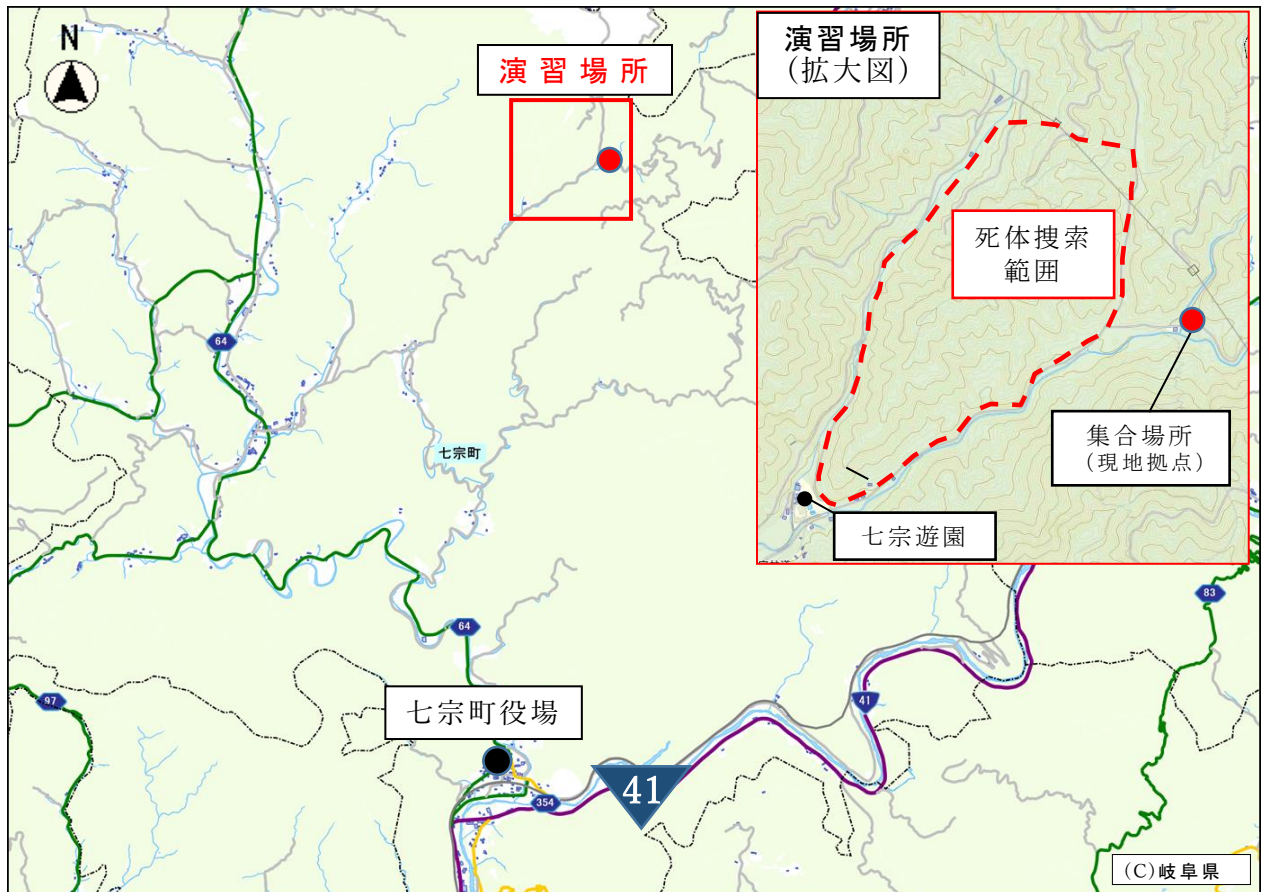 N
演習場所
演習場所
(拡大図)
死体捜索
範囲
集合場所
(現地拠点)
七宗遊園
64
七宗町
64
83
97
41
七宗町役場
41
354
(C)岐阜県